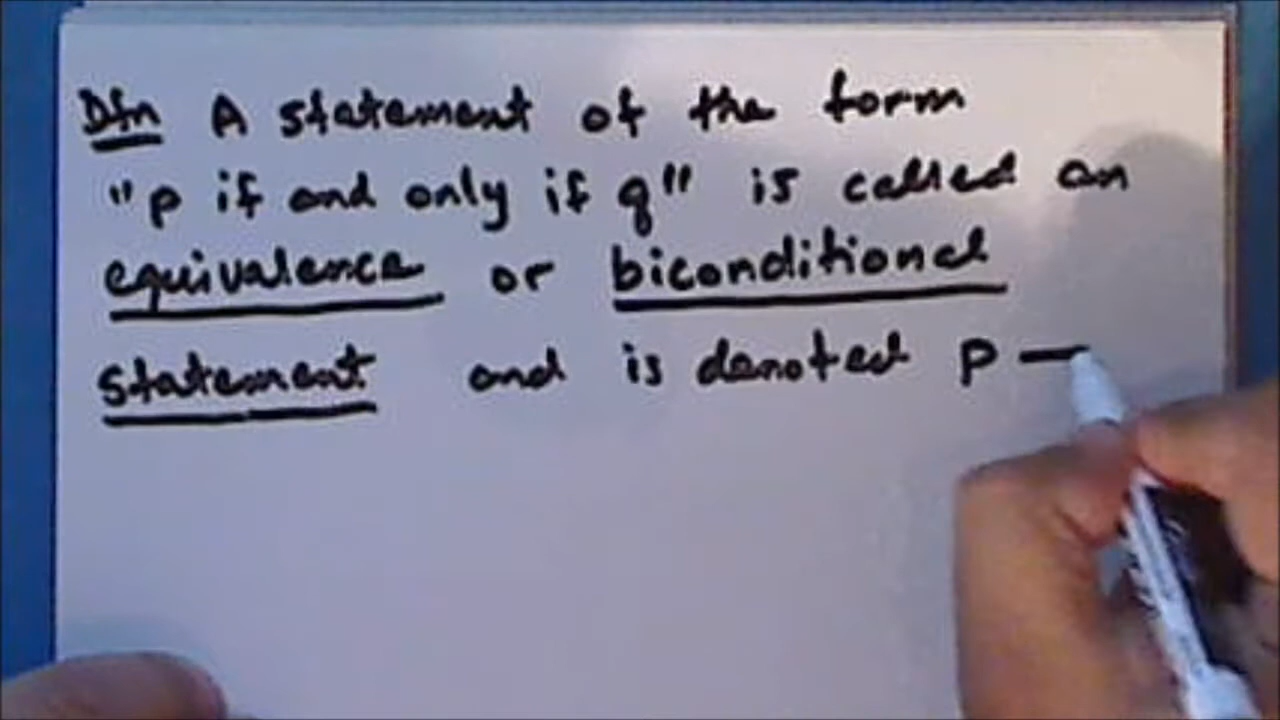 Dfn A statement of the form
"p if and only if q" is called an
equivalence or biconditional
statement and is denoted p —